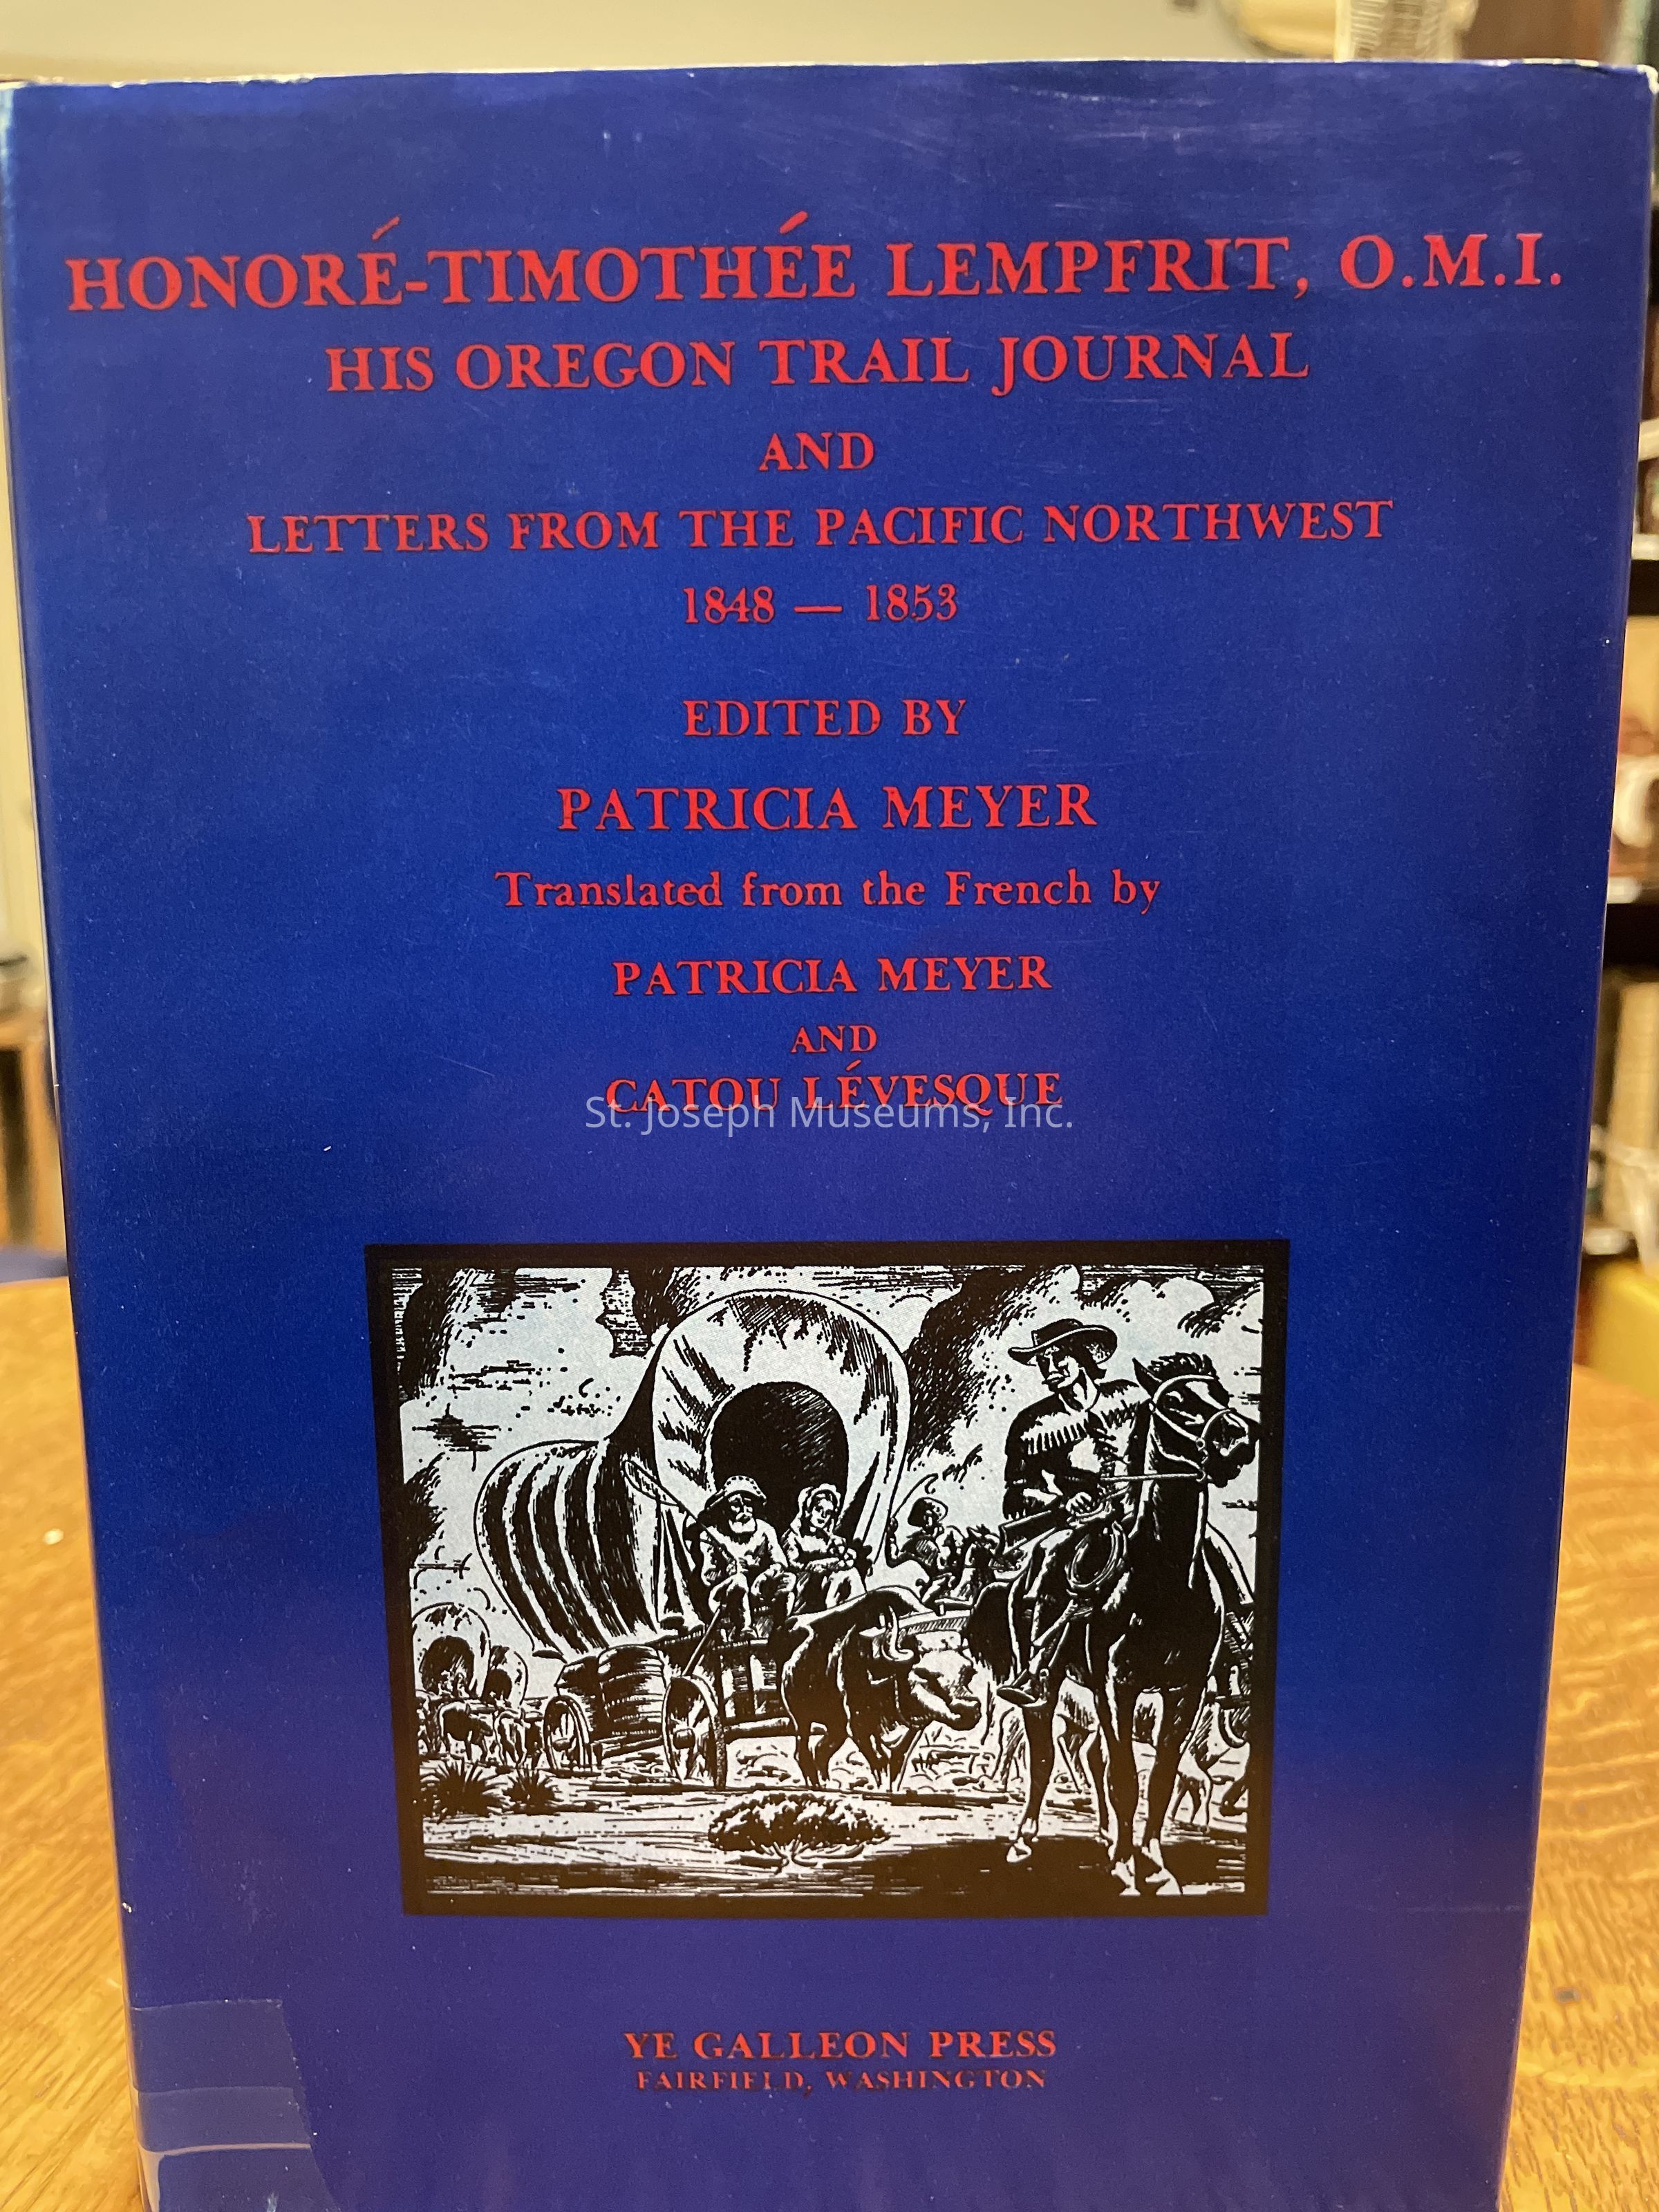 HONORÉ-TIMOTHÉE LEMPFRIT, O.M.I.
HIS OREGON TRAIL JOURNAL
AND
LETTERS FROM THE PACIFIC NORTHWEST
1848 — 1853
EDITED BY
PATRICIA MEYER
Translated from the French by
PATRICIA MEYER
AND
CATOU LÉVESQUE
St. Joseph Museums, Inc.
YE GALLEON PRESS
FAIRFIELD, WASHINGTON